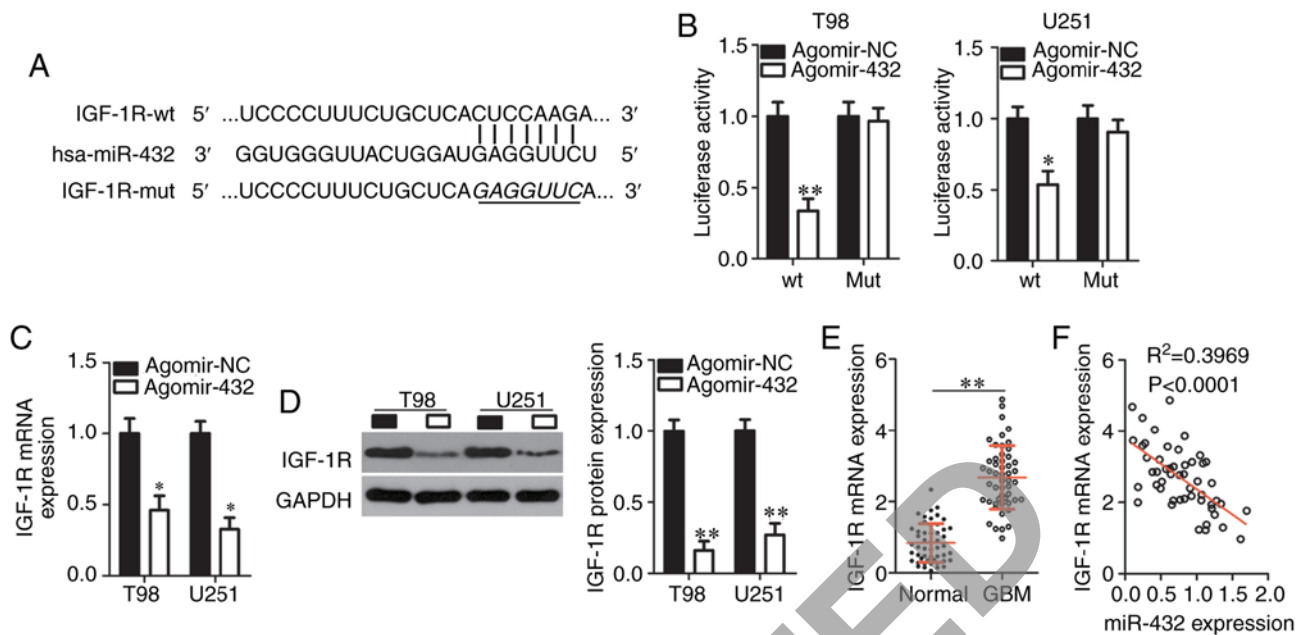 A
IGF-1R-wt 5′ ...UCCCCUUUCUGCUCACUCCAAGA... 3′
hsa-miR-432 3′ GGUGGGUUACUGGAUGAGGUUCU 5′
IGF-1R-mut 5′ ...UCCCCUUUCUGCUCAGAGGUUCA... 3′
B
T98
Luciferase activity
1.5
1.0
0.5
0.0
Agomir-NC
Agomir-432
**
wt Mut
U251
Luciferase activity
1.5
1.0
0.5
0.0
Agomir-NC
Agomir-432
*
wt Mut
C
IGF-1R mRNA
expression
1.5
1.0
0.5
0.0
Agomir-NC
Agomir-432
* *
T98 U251
D
T98 U251
IGF-1R
GAPDH
IGF-1R protein expression
1.5
1.0
0.5
0.0
Agomir-NC
Agomir-432
** **
T98 U251
E
IGF-1R mRNA expression
6
4
2
0
**
Normal GBM
F
IGF-1R mRNA expression
6
4
2
0
R²=0.3969
P<0.0001
0.0 0.5 1.0 1.5 2.0
miR-432 expression